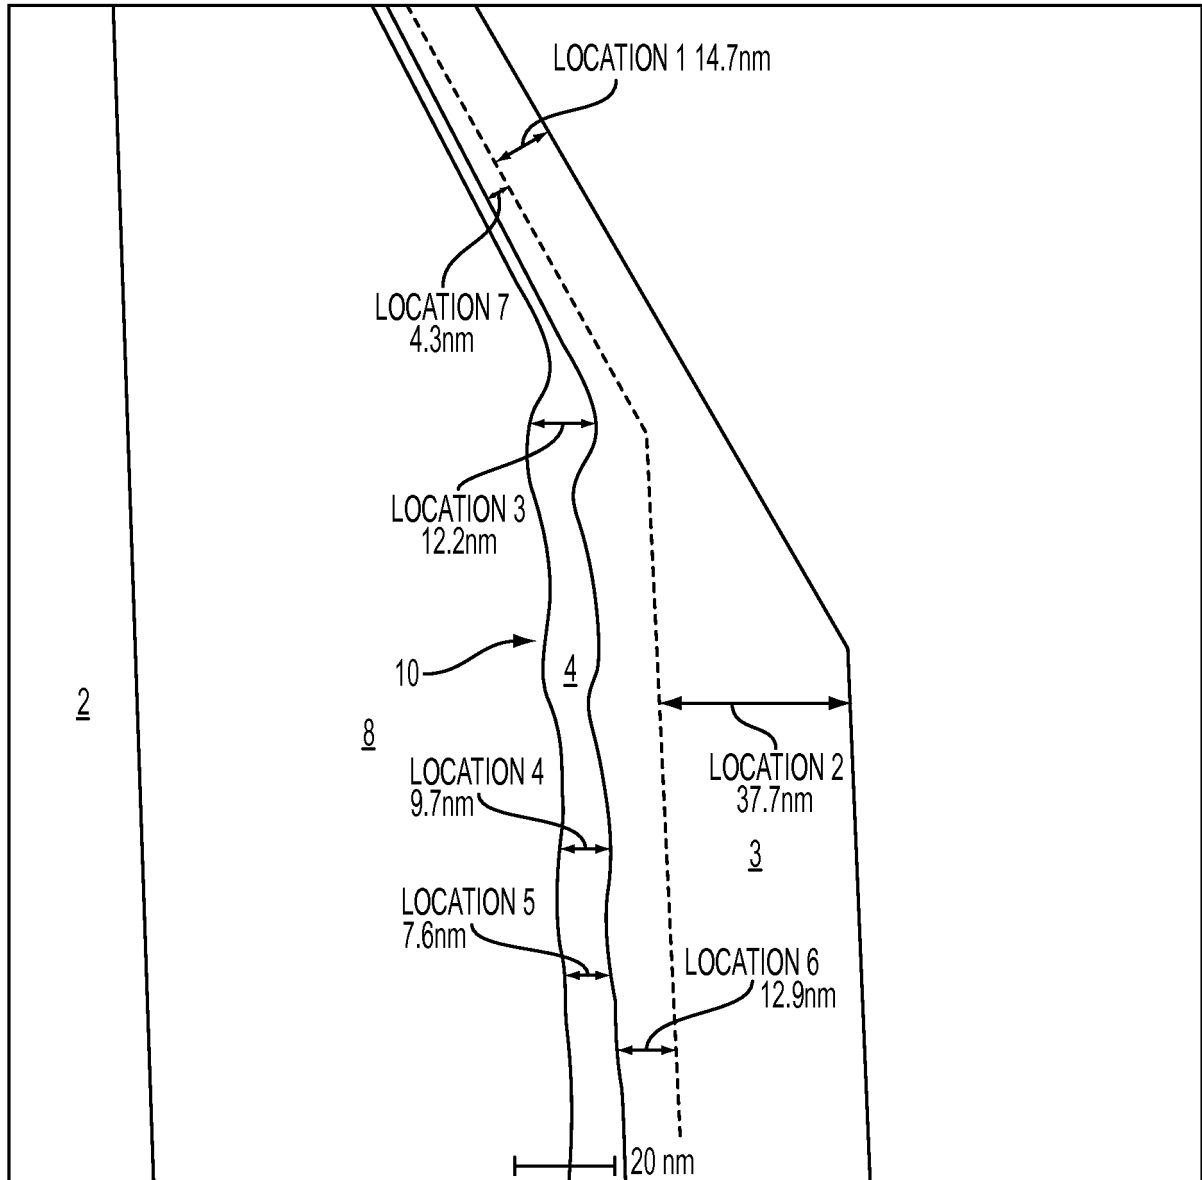 LOCATION 1 14.7nm
LOCATION 7
4.3nm
LOCATION 3
12.2nm
10
4
2
8
LOCATION 4
9.7nm
LOCATION 2
37.7nm
3
LOCATION 5
7.6nm
LOCATION 6
12.9nm
20 nm